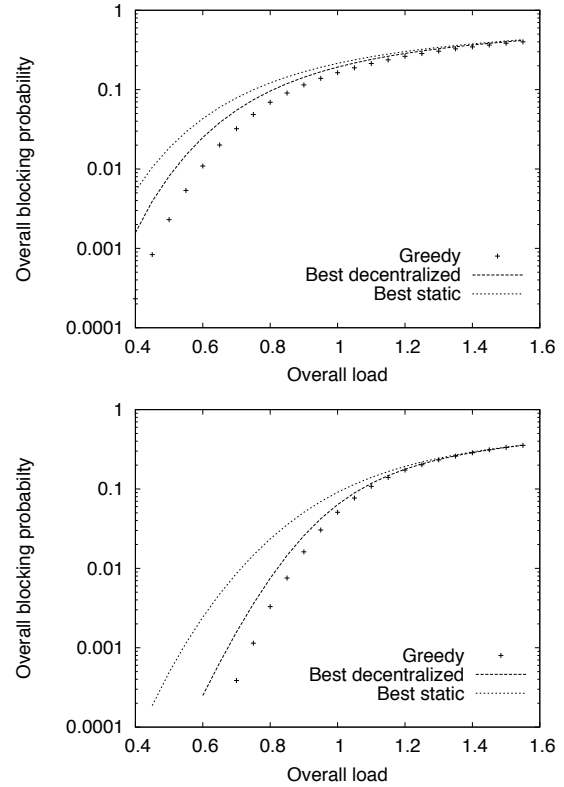 1
0.1
0.01
0.001
0.0001
Overall blocking probability
Greedy
Best decentralized
Best static
0.4 0.6 0.8 1 1.2 1.4 1.6
Overall load
1
0.1
0.01
0.001
0.0001
Overall blocking probabilty
Greedy
Best decentralized
Best static
0.4 0.6 0.8 1 1.2 1.4 1.6
Overall load